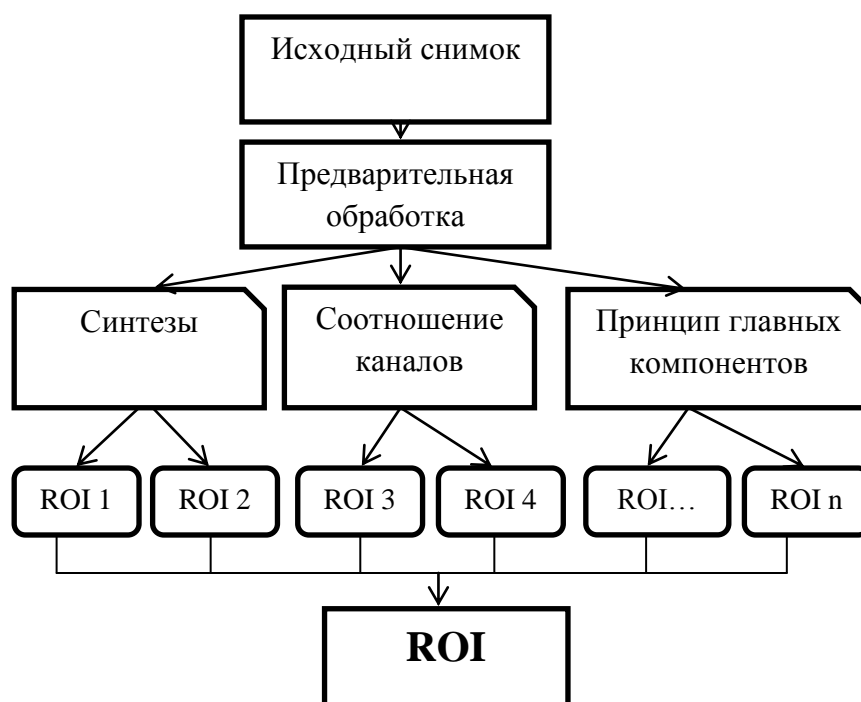 Исходный снимок
Предварительная
обработка
Синтезы
Соотношение
каналов
Принцип главных
компонентов
ROI 1
ROI 2
ROI 3
ROI 4
ROI…
ROI n
ROI